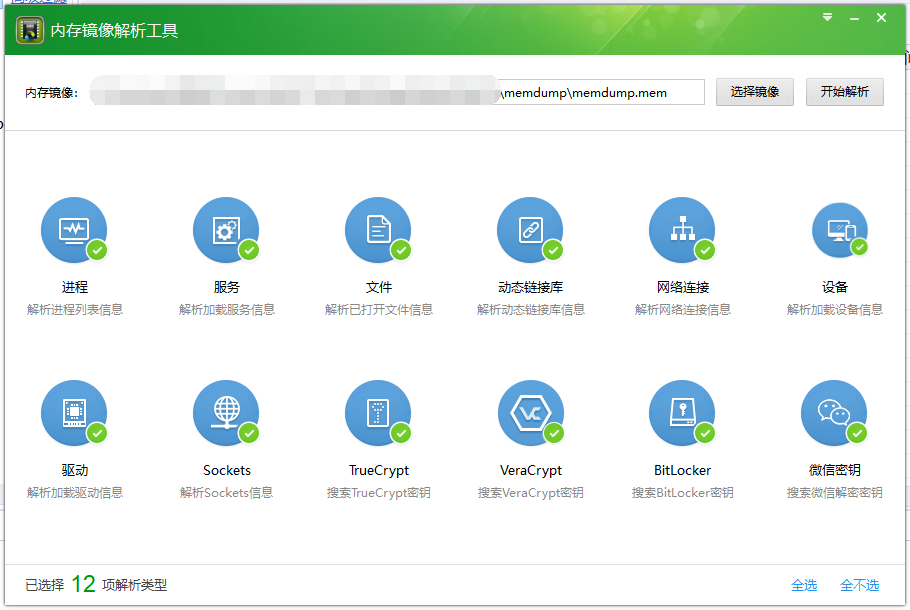 内存镜像解析工具
内存镜像: \memdump\memdump.mem 选择镜像 开始解析
进程 服务 文件 动态链接库 网络连接 设备
解析进程列表信息 解析加载服务信息 解析已打开文件信息 解析动态链接库信息 解析网络连接信息 解析加载设备信息
VC
驱动 Sockets TrueCrypt VeraCrypt BitLocker 微信密钥
解析加载驱动信息 解析Sockets信息 搜索TrueCrypt密钥 搜索VeraCrypt密钥 搜索BitLocker密钥 搜索微信解密密钥
已选择 12 项解析类型 全选 全不选